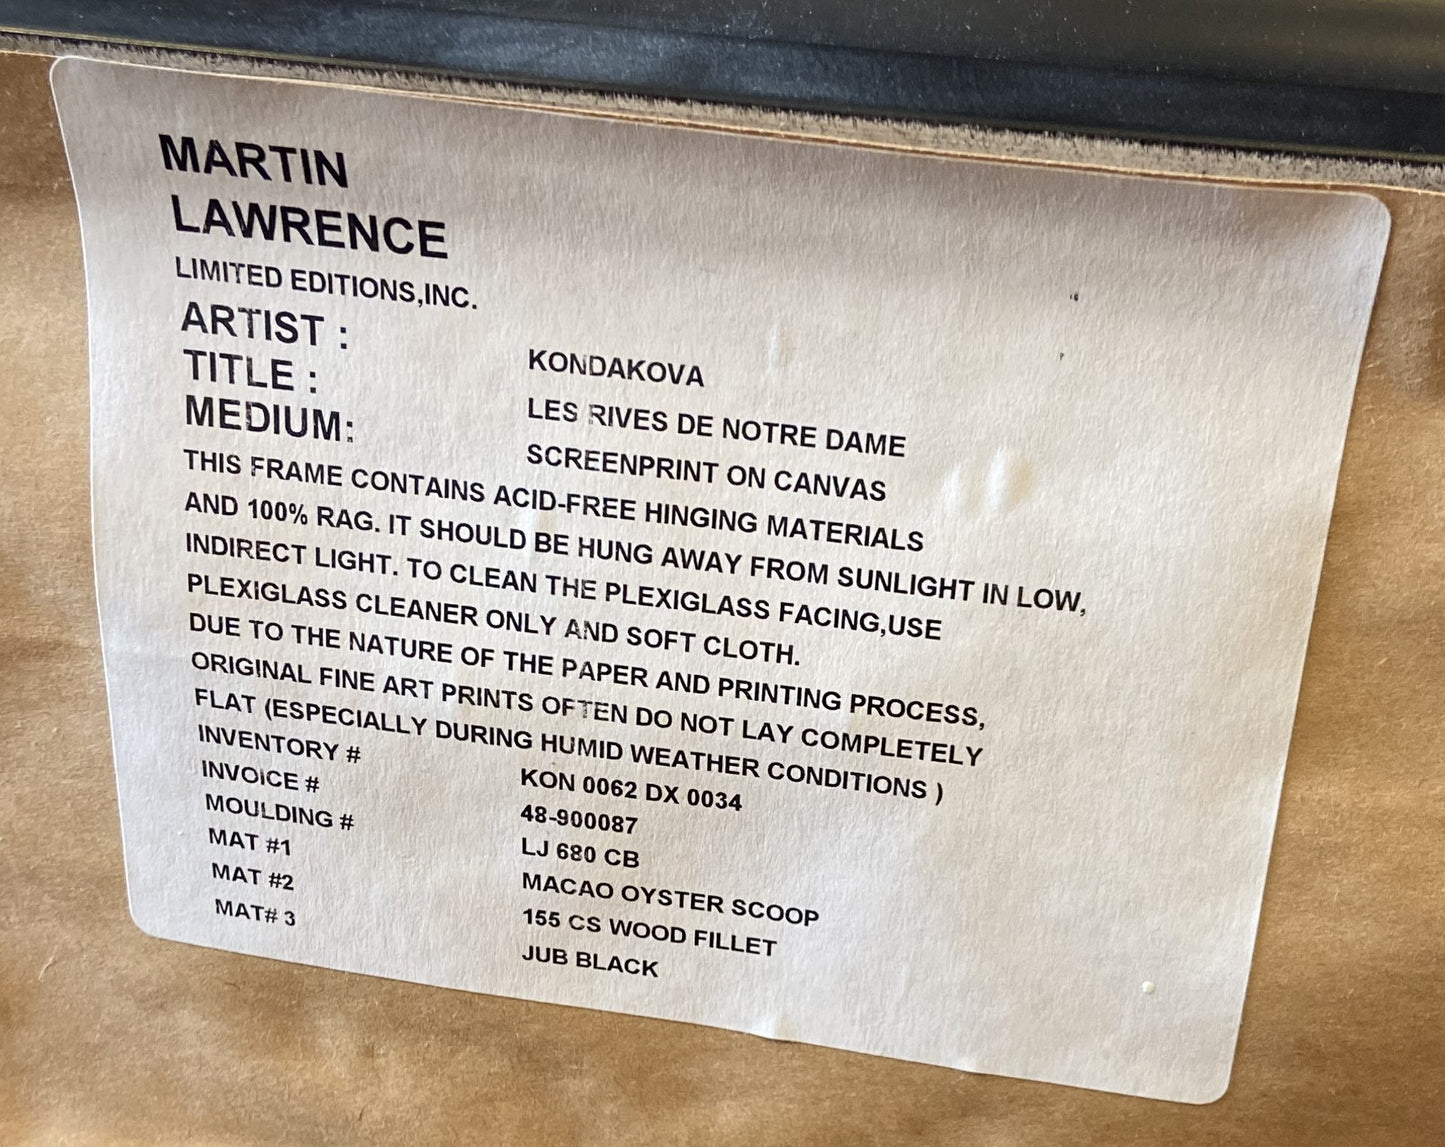 MARTIN
LAWRENCE
LIMITED EDITIONS,INC.
ARTIST : KONDAKOVA
TITLE : LES RIVES DE NOTRE DAME
MEDIUM: SCREENPRINT ON CANVAS
THIS FRAME CONTAINS ACID-FREE HINGING MATERIALS
AND 100% RAG. IT SHOULD BE HUNG AWAY FROM SUNLIGHT IN LOW,
INDIRECT LIGHT. TO CLEAN THE PLEXIGLASS FACING,USE
PLEXIGLASS CLEANER ONLY AND SOFT CLOTH.
DUE TO THE NATURE OF THE PAPER AND PRINTING PROCESS,
ORIGINAL FINE ART PRINTS OFTEN DO NOT LAY COMPLETELY
FLAT (ESPECIALLY DURING HUMID WEATHER CONDITIONS )
INVENTORY # KON 0062 DX 0034
INVOICE # 48-900087
MOULDING # LJ 680 CB
MAT #1 MACAO OYSTER SCOOP
MAT #2 155 CS WOOD FILLET
MAT# 3 JUB BLACK